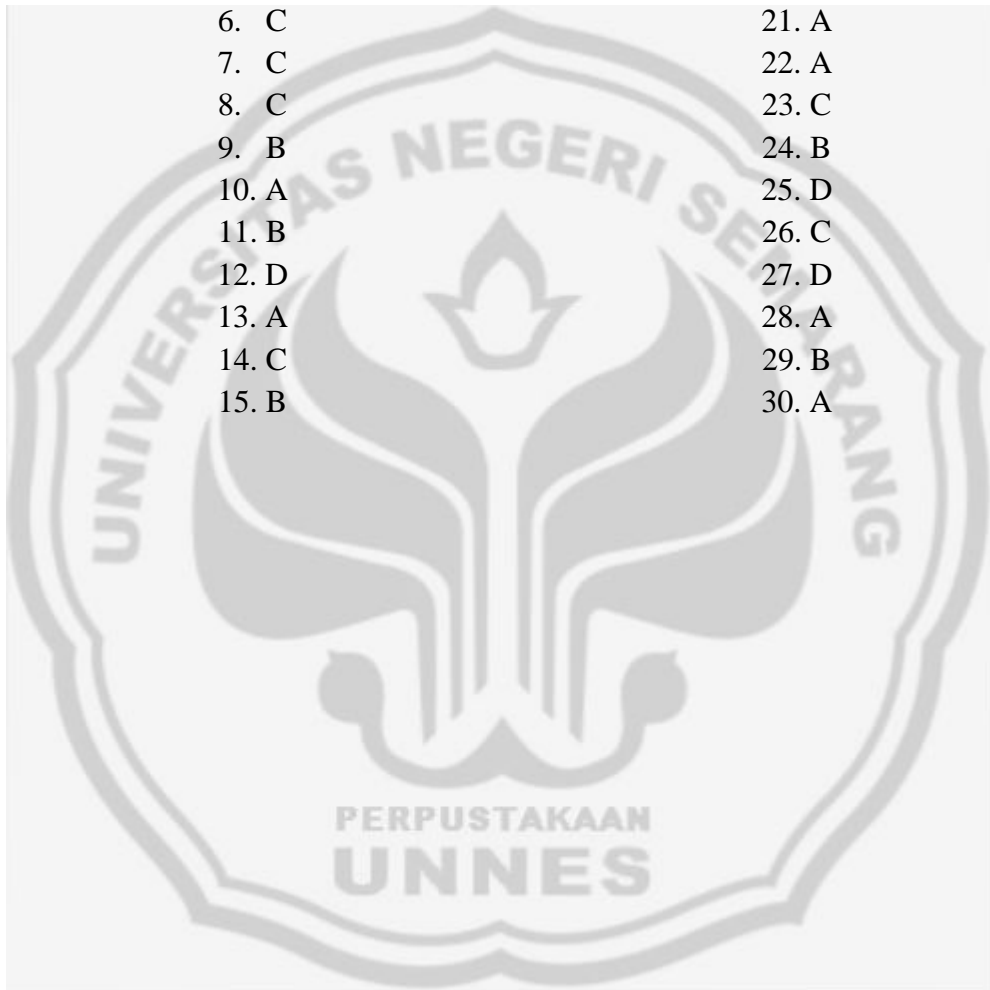 6. C
7. C
8. C
9. B
10. A
11. B
12. D
13. A
14. C
15. B
21. A
22. A
23. C
24. B
25. D
26. C
27. D
28. A
29. B
30. A
UNIVERSITAS NEGERI SEMARANG
PERPUSTAKAAN
UNNES